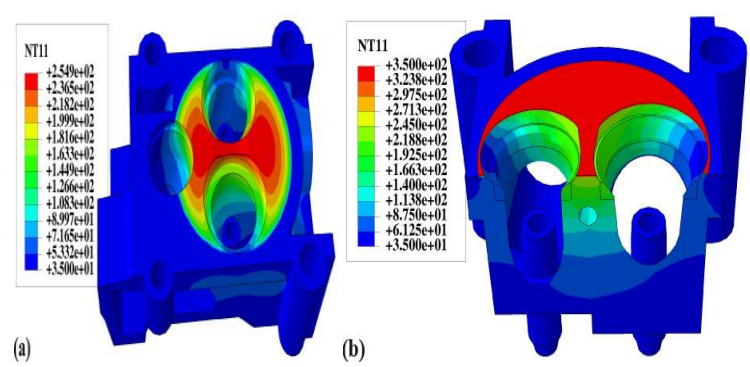 NT11
+2.549e+02
+2.365e+02
+2.182e+02
+1.999e+02
+1.816e+02
+1.633e+02
+1.449e+02
+1.266e+02
+1.083e+02
+8.997e+01
+7.165e+01
+5.332e+01
+3.500e+01
(a)
NT11
+3.500e+02
+3.238e+02
+2.975e+02
+2.713e+02
+2.450e+02
+2.188e+02
+1.925e+02
+1.663e+02
+1.400e+02
+1.138e+02
+8.750e+01
+6.125e+01
+3.500e+01
(b)